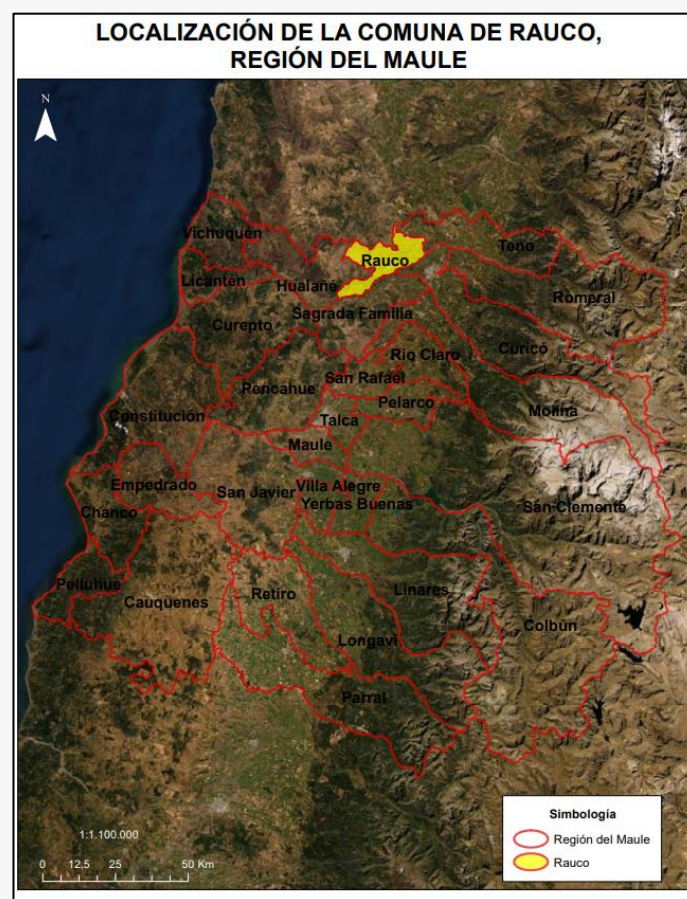 LOCALIZACIÓN DE LA COMUNA DE RAUCO,
REGIÓN DEL MAULE
N
Vichuquén
Rauco
Teno
Licantén
Hualañé
Romeral
Sagrada Familia
Curepto
Río Claro
Curicó
Pencahue
San Rafael
Pelarco
Molina
Constitución
Talca
Maule
Empedrado
San Javier
Villa Alegre
Yerbas Buenas
San Clemente
Chanco
Pelluhue
Cauquenes
Retiro
Linares
Colbún
Longaví
Parral
1:1.100.000
0 12,5 25 50 Km
Simbología
Región del Maule
Rauco